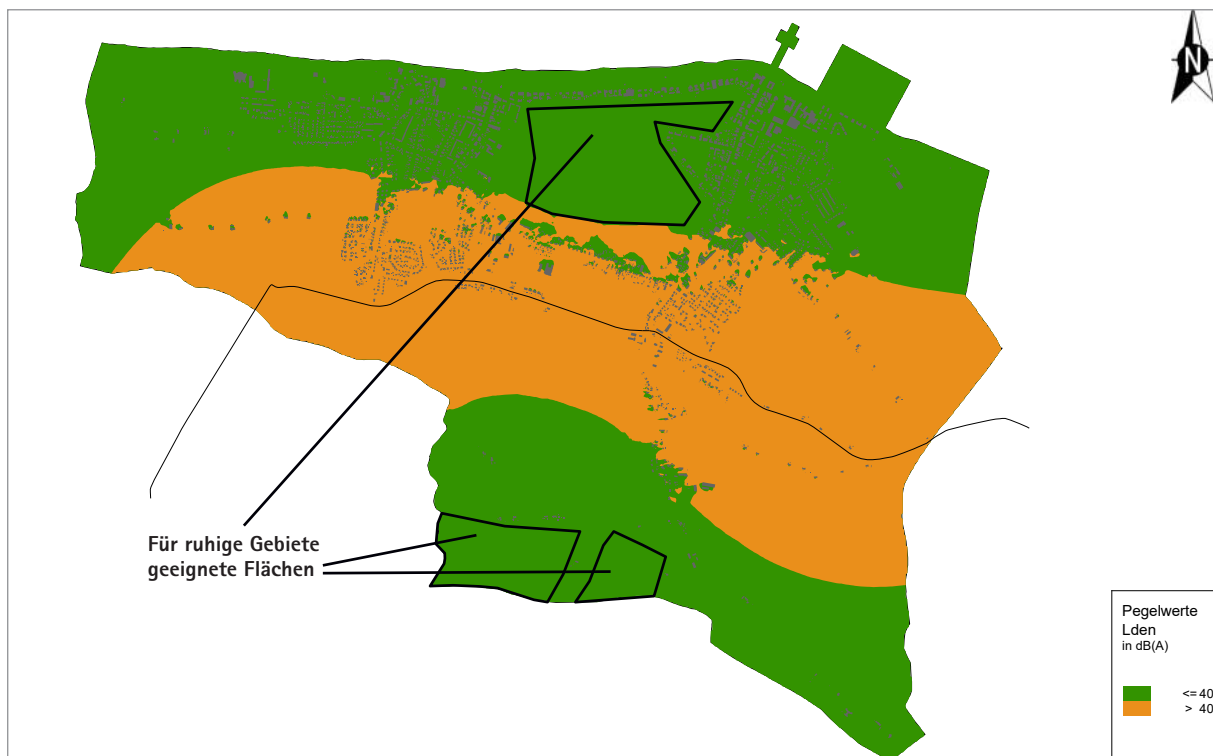 N
Für ruhige Gebiete
geeignete Flächen
Pegelwerte
Lden
in dB(A)
<= 40
> 40